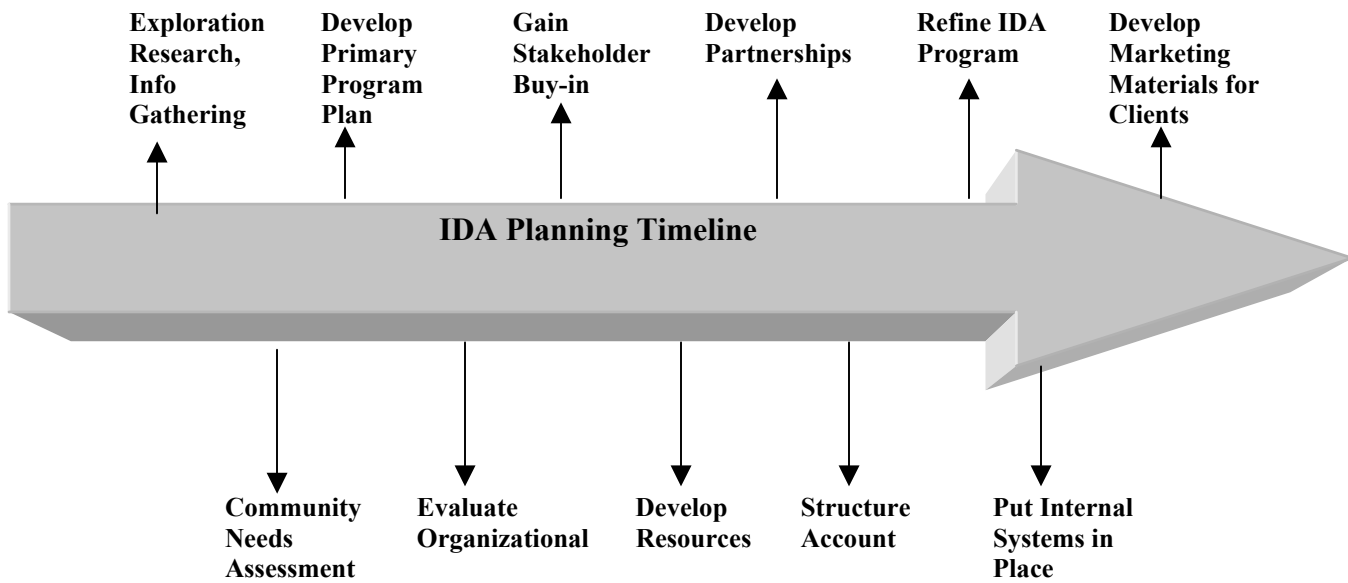 Exploration
Research,
Info
Gathering
Develop
Primary
Program
Plan
Gain
Stakeholder
Buy-in
Develop
Partnerships
Refine IDA
Program
Develop
Marketing
Materials for
Clients
IDA Planning Timeline
Community
Needs
Assessment
Evaluate
Organizational
Develop
Resources
Structure
Account
Put Internal
Systems in
Place